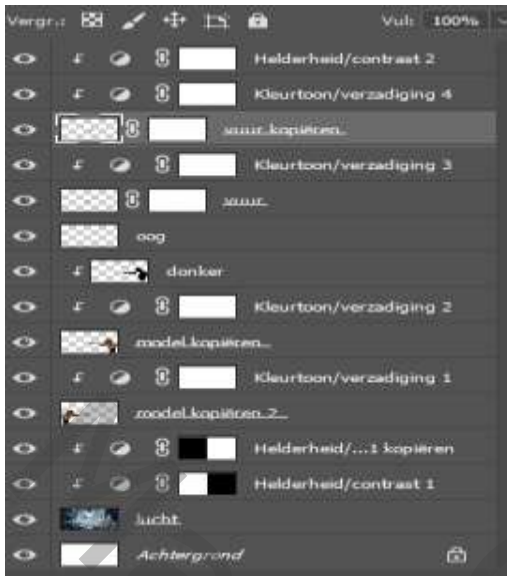 Vergr.: Vul: 100%
Helderheid/contrast 2
Kleurtoon/verzadiging 4
vuur kopiëren
Kleurtoon/verzadiging 3
vuur
oog
donker
Kleurtoon/verzadiging 2
model kopiëren
Kleurtoon/verzadiging 1
model kopiëren 2
Helderheid/...1 kopiëren
Helderheid/contrast 1
lucht
Achtergrond